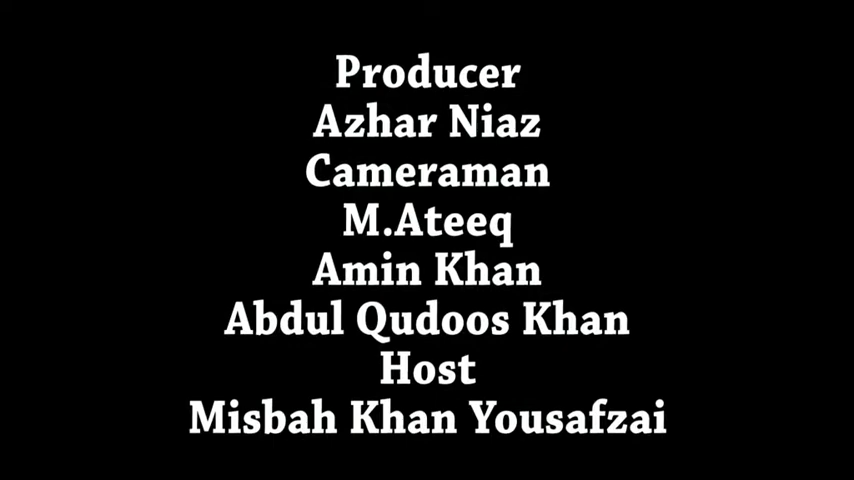 Producer
Azhar Niaz
Cameraman
M.Ateeq
Amin Khan
Abdul Qudoos Khan
Host
Misbah Khan Yousafzai